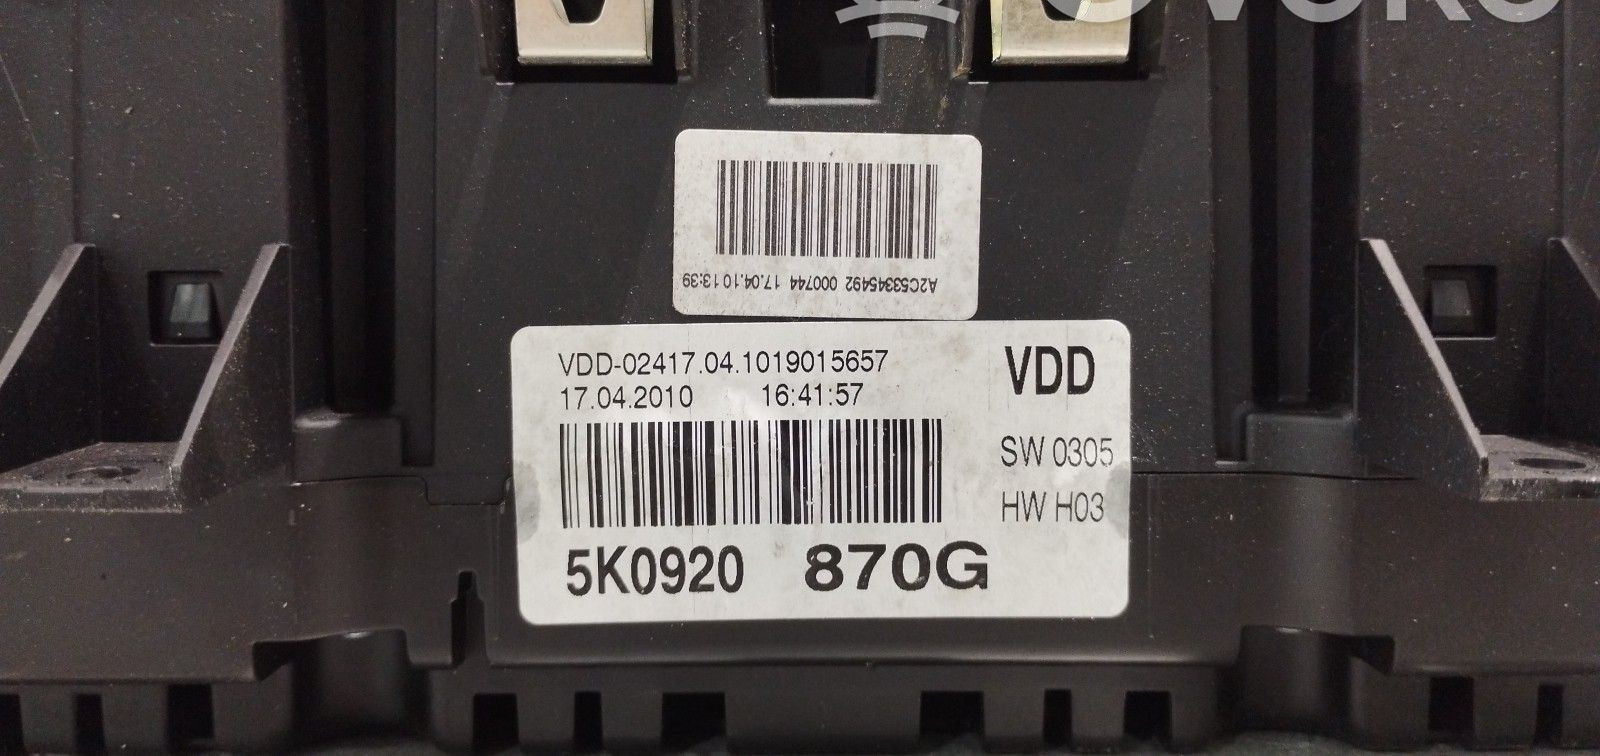 A2C53345492 000744 17.04.10 13:39
VDD-02417.04.1019015657
17.04.2010 16:41:57
VDD
SW 0305
HW H03
5K0920 870G